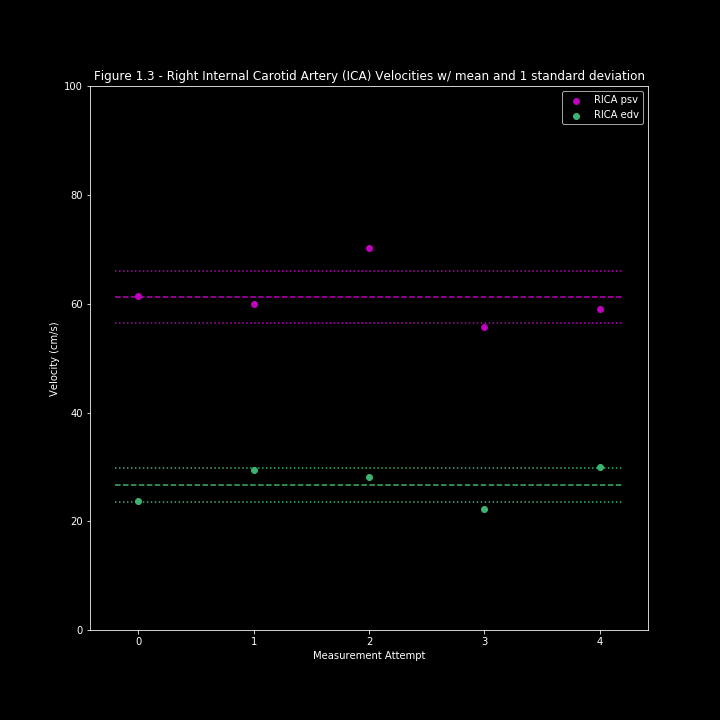 Figure 1.3 - Right Internal Carotid Artery (ICA) Velocities w/ mean and 1 standard deviation
RICA psv
RICA edv
Velocity (cm/s)
100
80
60
40
20
0
0 1 2 3 4
Measurement Attempt